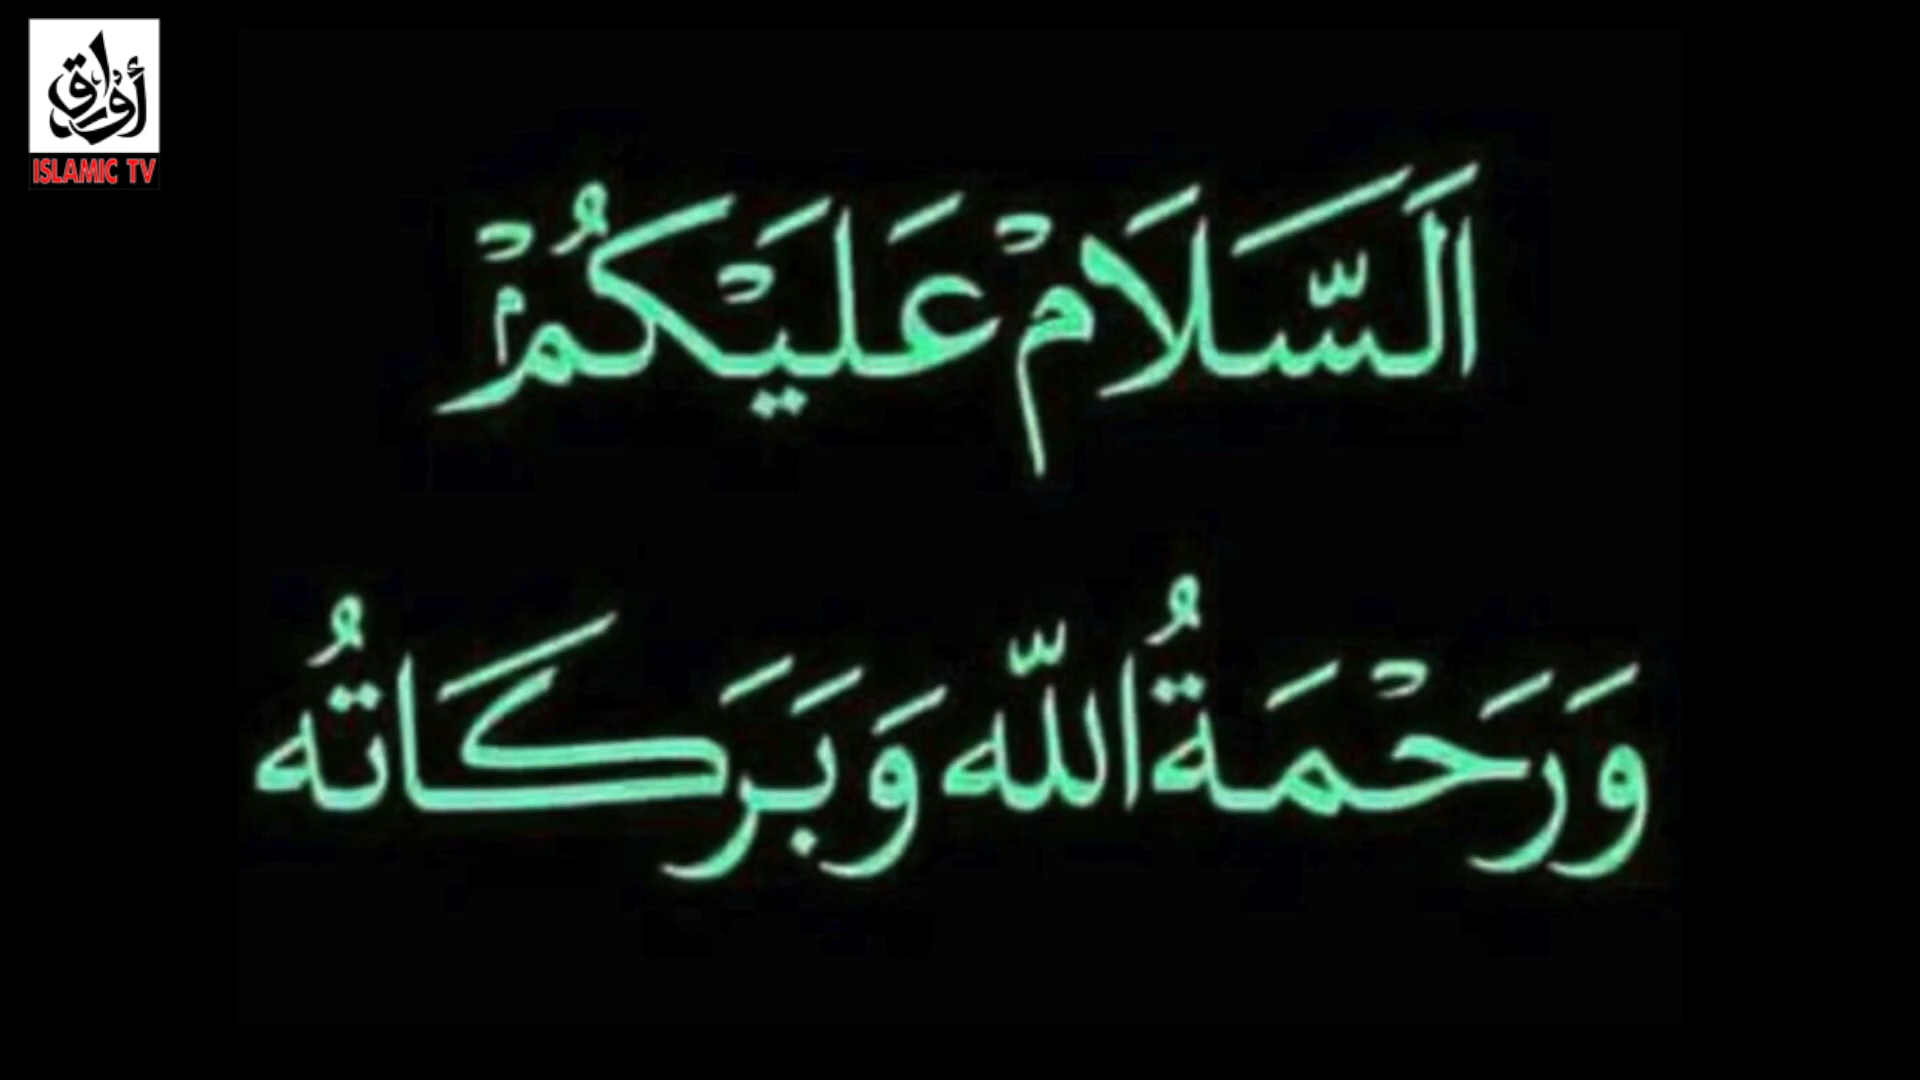 أوراق
ISLAMIC TV
اَلسَّلَامْ عَلَيْكُمْ
وَرَحْمَةُ اللّه وَبَرَكَاتُه